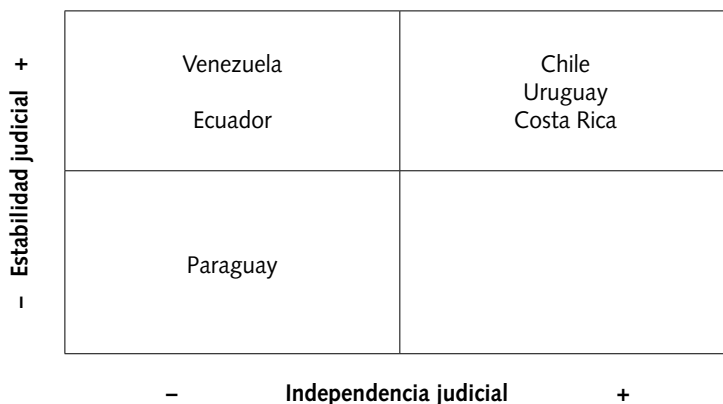 +
Estabilidad judicial
–
Venezuela
Ecuador
Chile
Uruguay
Costa Rica
Paraguay
– Independencia judicial +